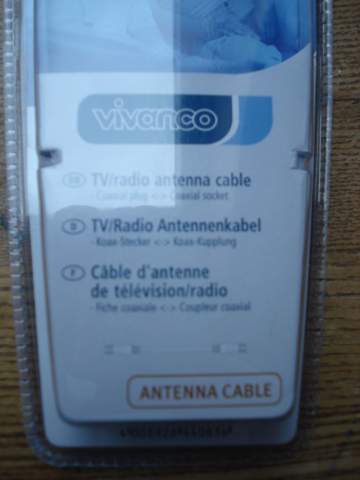 vivanco
GB TV/radio antenna cable
- Coaxial plug <-> Coaxial socket
D TV/Radio Antennenkabel
- Koax-Stecker <-> Koax-Kupplung
F Câble d'antenne
de télévision/radio
- Fiche coaxiale <-> Coupleur coaxial
ANTENNA CABLE